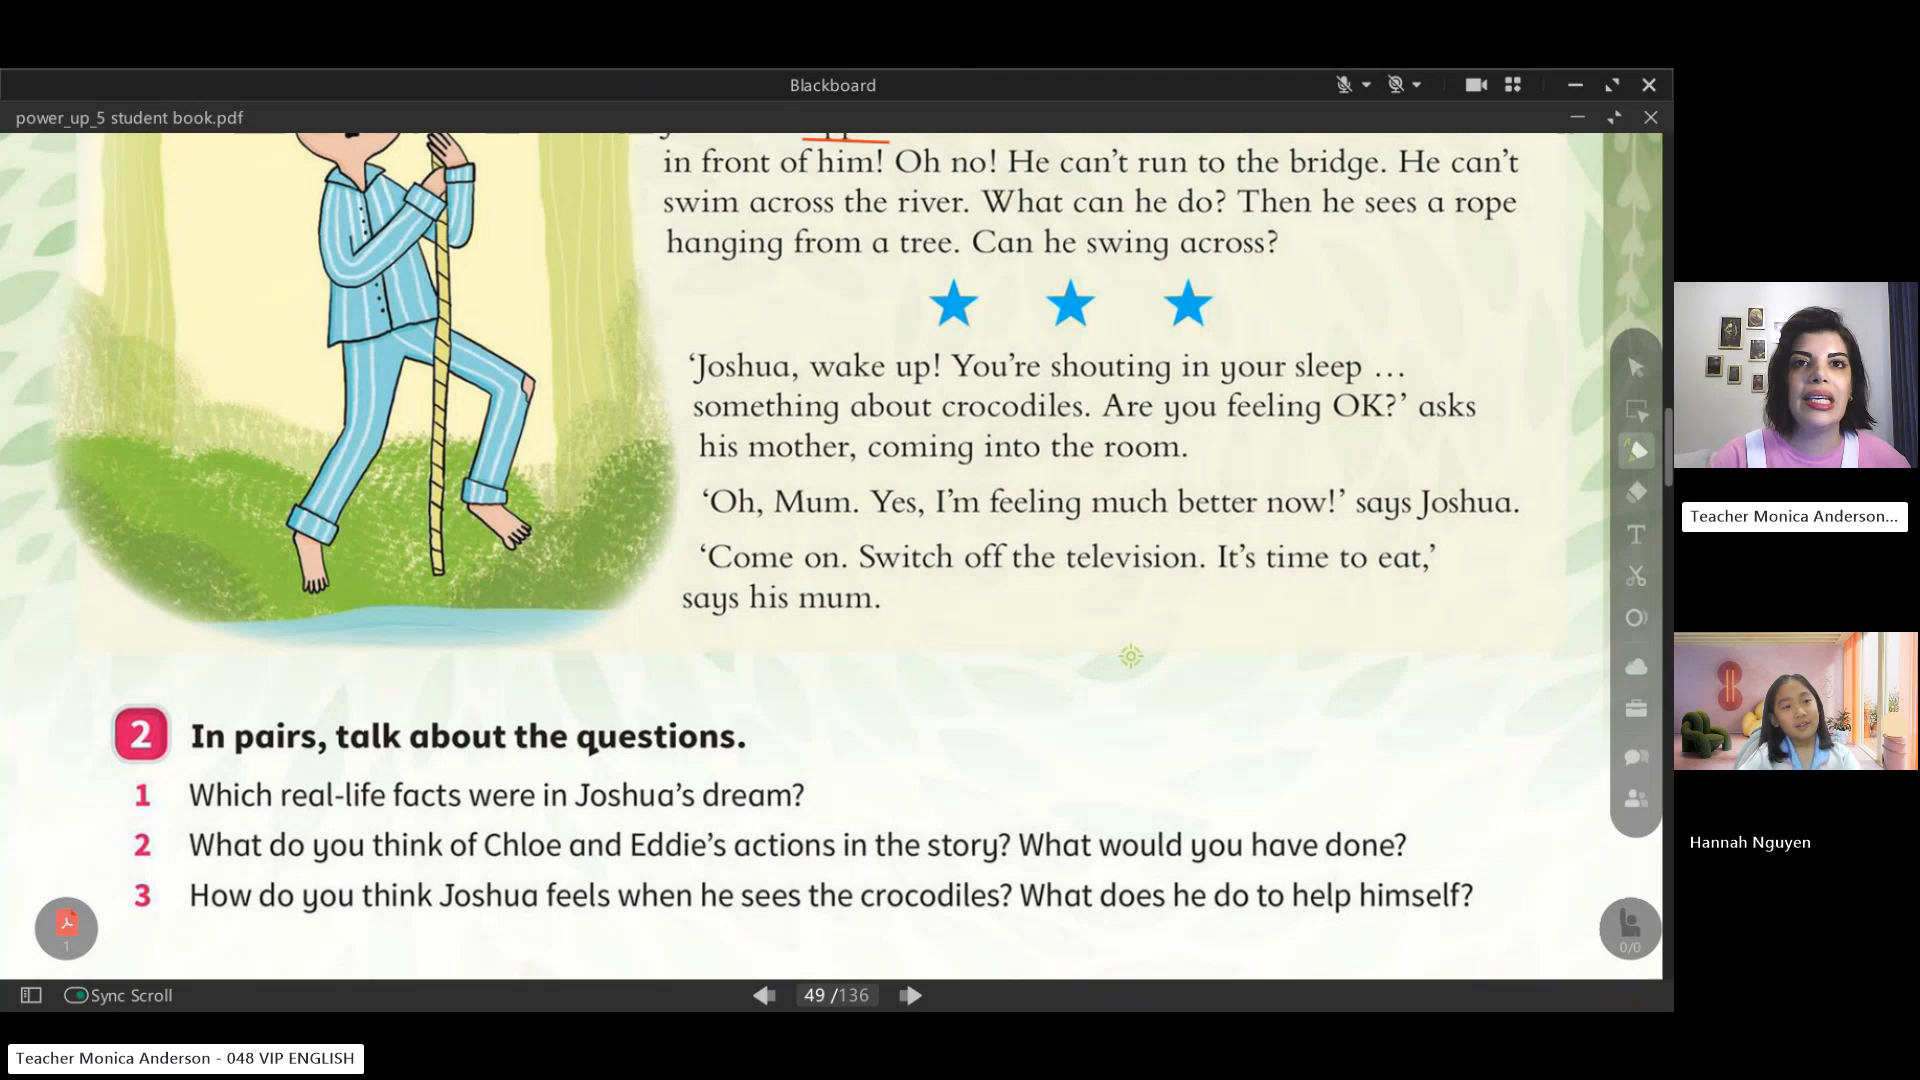 Blackboard
power_up_5 student book.pdf
in front of him! Oh no! He can't run to the bridge. He can't
swim across the river. What can he do? Then he sees a rope
hanging from a tree. Can he swing across?
'Joshua, wake up! You're shouting in your sleep ...
something about crocodiles. Are you feeling OK?' asks
his mother, coming into the room.
'Oh, Mum. Yes, I'm feeling much better now!' says Joshua.
'Come on. Switch off the television. It's time to eat,'
says his mum.
2 In pairs, talk about the questions.
1 Which real-life facts were in Joshua's dream?
2 What do you think of Chloe and Eddie's actions in the story? What would you have done?
3 How do you think Joshua feels when he sees the crocodiles? What does he do to help himself?
1
0/0
Sync Scroll
49 /136
Teacher Monica Anderson...
Hannah Nguyen
Teacher Monica Anderson - 048 VIP ENGLISH